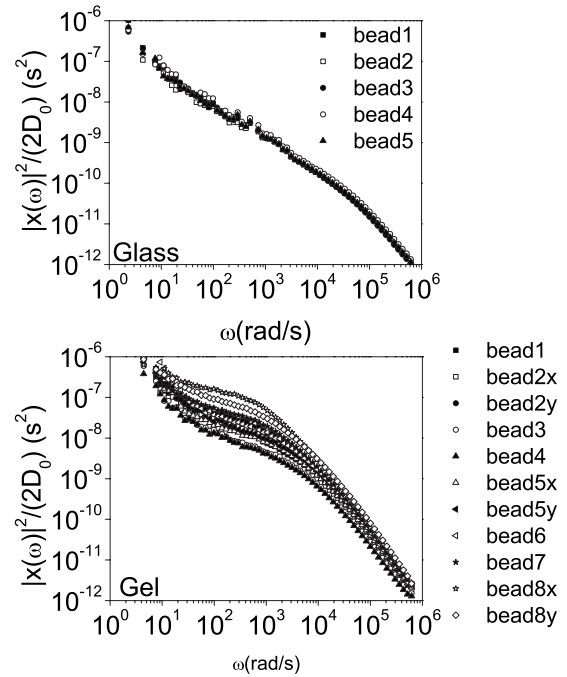 10^-6
10^-7
10^-8
10^-9
10^-10
10^-11
10^-12
|x(ω)|^2/(2D_0) (s^2)
bead1
bead2
bead3
bead4
bead5
Glass
10^0 10^1 10^2 10^3 10^4 10^5 10^6
ω(rad/s)
10^-6
10^-7
10^-8
10^-9
10^-10
10^-11
10^-12
|x(ω)|^2/(2D_0) (s^2)
Gel
10^0 10^1 10^2 10^3 10^4 10^5 10^6
ω(rad/s)
bead1
bead2x
bead2y
bead3
bead4
bead5x
bead5y
bead6
bead7
bead8x
bead8y